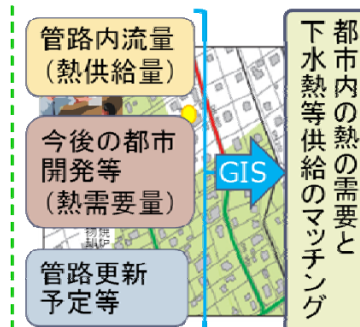 管路内流量
(熱供給量)
今後の都市
開発等
(熱需要量)
管路更新
予定等
GIS
都市内の熱の需要と
下水熱等供給のマッチング